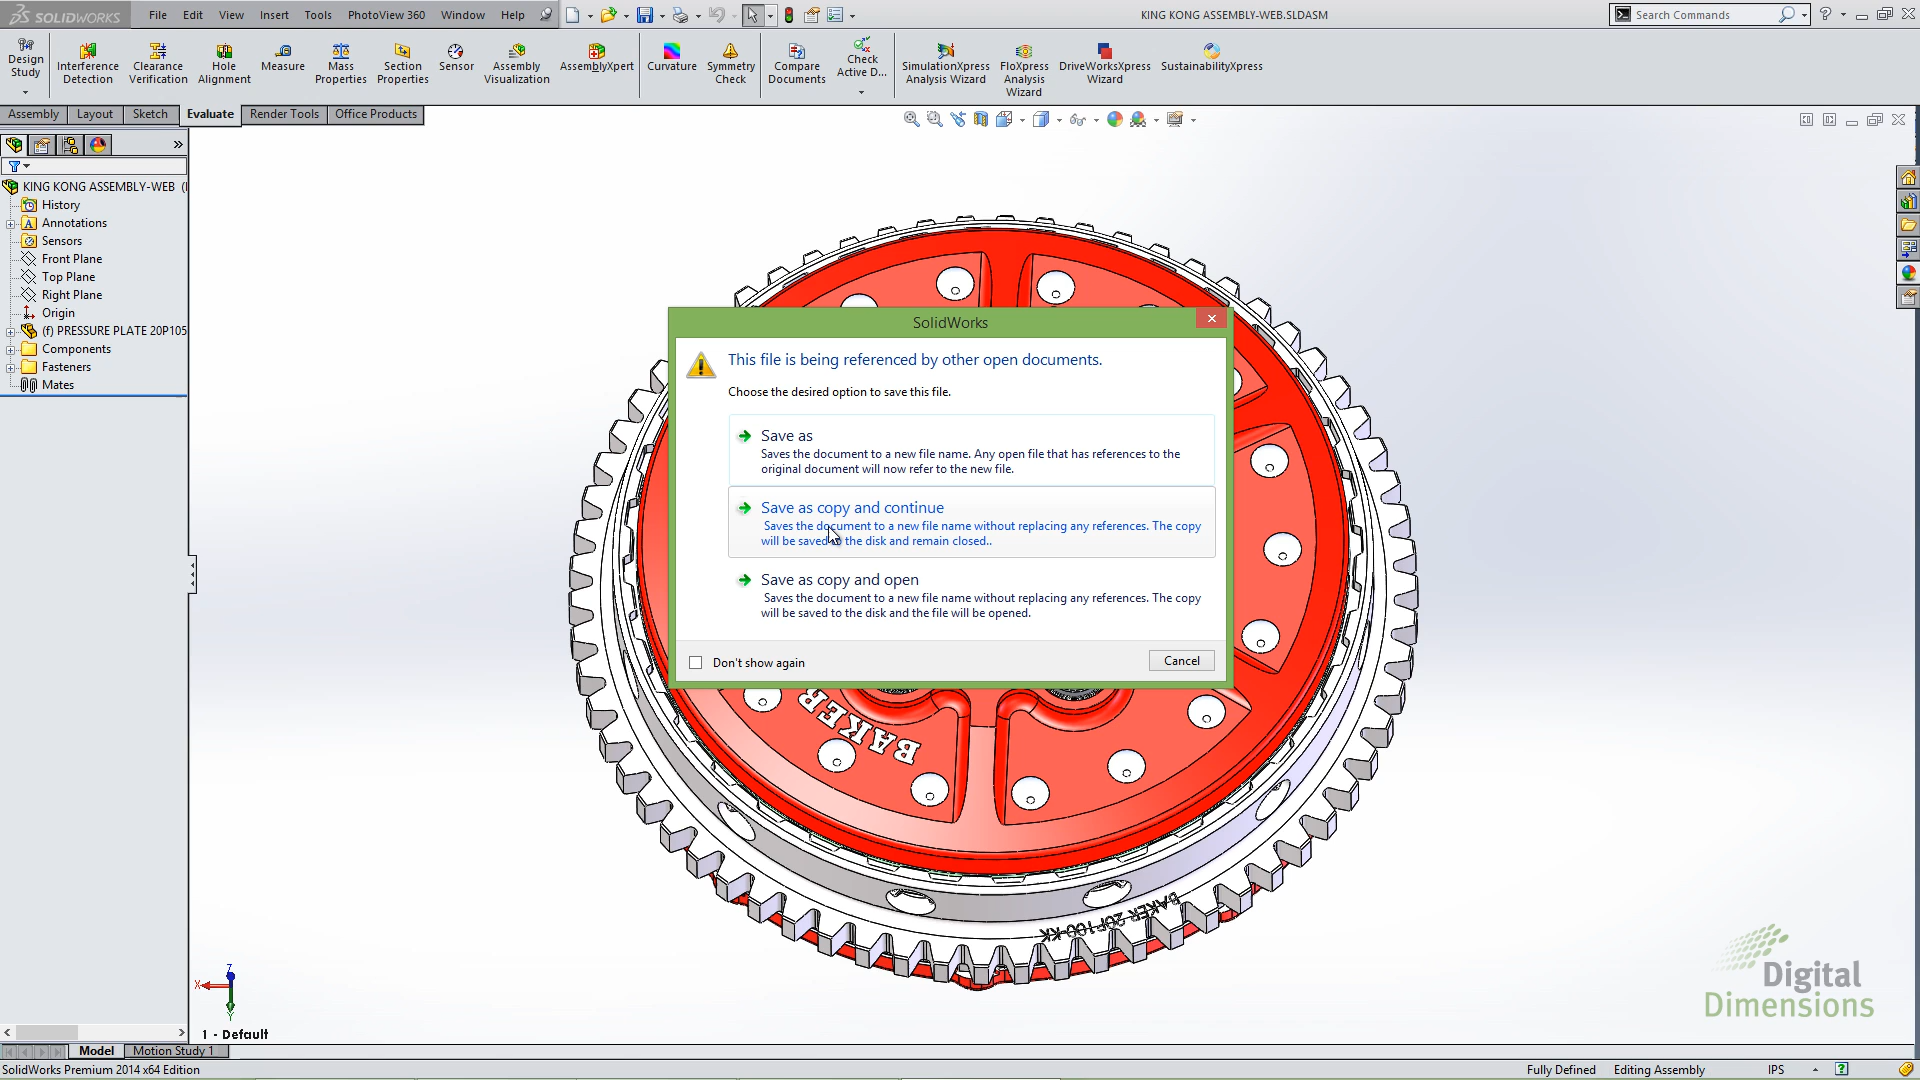 SOLIDWORKS
File Edit View Insert Tools PhotoView 360 Window Help
KING KONG ASSEMBLY-WEB.SLDASM
Search Commands
Design Study
Interference Detection
Clearance Verification
Hole Alignment
Measure
Mass Properties
Section Properties
Sensor
Assembly Visualization
AssemblyXpert
Curvature
Symmetry Check
Compare Documents
Check Active D...
SimulationXpress Analysis Wizard
FloXpress Analysis Wizard
DriveWorksXpress Wizard
SustainabilityXpress
Assembly Layout Sketch Evaluate Render Tools Office Products
KING KONG ASSEMBLY-WEB (
History
Annotations
Sensors
Front Plane
Top Plane
Right Plane
Origin
(f) PRESSURE PLATE 20P105
Components
Fasteners
Mates
SolidWorks
This file is being referenced by other open documents.
Choose the desired option to save this file.
Save as
Saves the document to a new file name. Any open file that has references to the
original document will now refer to the new file.
Save as copy and continue
Saves the document to a new file name without replacing any references. The copy
will be saved to the disk and remain closed..
Save as copy and open
Saves the document to a new file name without replacing any references. The copy
will be saved to the disk and the file will be opened.
Don't show again
Cancel
BAKER
BAKER 20P100-KK
Z
X
Y
Digital
Dimensions
1 - Default
Model Motion Study 1
SolidWorks Premium 2014 x64 Edition
Fully Defined Editing Assembly IPS